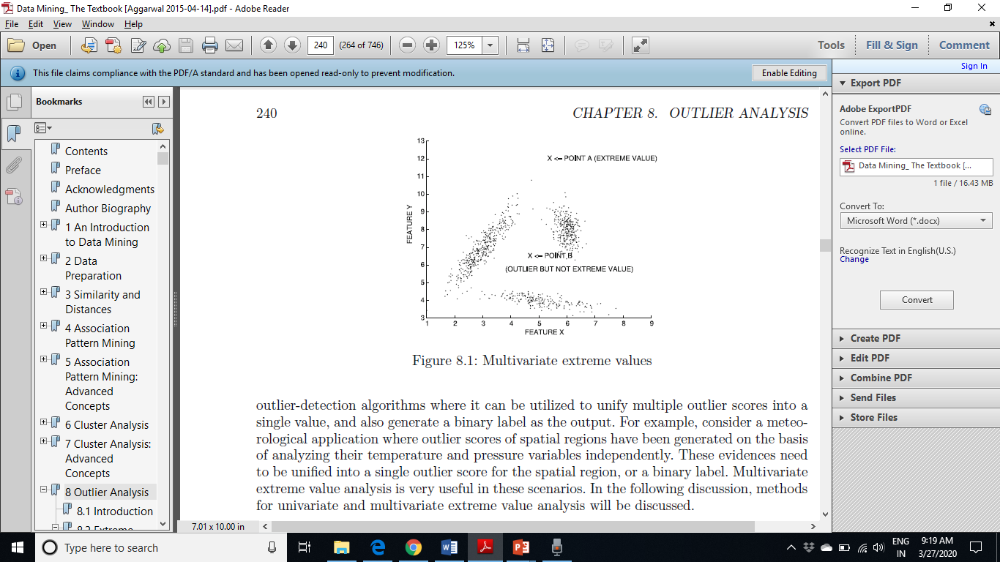 Data Mining_ The Textbook [Aggarwal 2015-04-14].pdf - Adobe Reader
File Edit View Window Help
Open 240 (264 of 746) 125% Tools Fill & Sign Comment
This file claims compliance with the PDF/A standard and has been opened read-only to prevent modification. Enable Editing
Bookmarks
Contents
Preface
Acknowledgments
Author Biography
1 An Introduction
to Data Mining
2 Data
Preparation
3 Similarity and
Distances
4 Association
Pattern Mining
5 Association
Pattern Mining:
Advanced
Concepts
6 Cluster Analysis
7 Cluster Analysis:
Advanced
Concepts
8 Outlier Analysis
8.1 Introduction
8.2 Extreme
240 CHAPTER 8. OUTLIER ANALYSIS
13
12
11
10
9
8
7
6
5
4
3
FEATURE Y
X <– POINT A (EXTREME VALUE)
X <– POINT B
(OUTLIER BUT NOT EXTREME VALUE)
1 2 3 4 5 6 7 8 9
FEATURE X
Figure 8.1: Multivariate extreme values
outlier-detection algorithms where it can be utilized to unify multiple outlier scores into a
single value, and also generate a binary label as the output. For example, consider a meteo-
rological application where outlier scores of spatial regions have been generated on the basis
of analyzing their temperature and pressure variables independently. These evidences need
to be unified into a single outlier score for the spatial region, or a binary label. Multivariate
extreme value analysis is very useful in these scenarios. In the following discussion, methods
for univariate and multivariate extreme value analysis will be discussed.
7.01 x 10.00 in
Sign In
Export PDF
Adobe ExportPDF
Convert PDF files to Word or Excel
online.
Select PDF File:
Data Mining_ The Textbook [...
1 file / 16.43 MB
Convert To:
Microsoft Word (*.docx)
Recognize Text in English(U.S.)
Change
Convert
Create PDF
Edit PDF
Combine PDF
Send Files
Store Files
Type here to search
ENG
IN
9:19 AM
3/27/2020